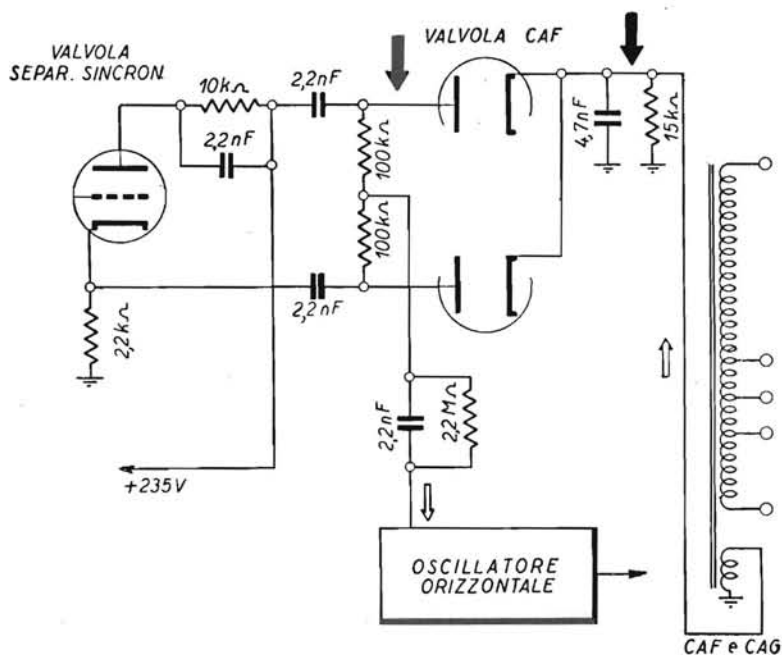 VALVOLA
SEPAR. SINCRON.
10kΩ
2,2nF
2,2nF
VALVOLA CAF
100kΩ
100kΩ
4,7nF
15kΩ
2,2nF
2,2kΩ
2,2nF
2,2MΩ
+235V
OSCILLATORE
ORIZZONTALE
CAF e CAG